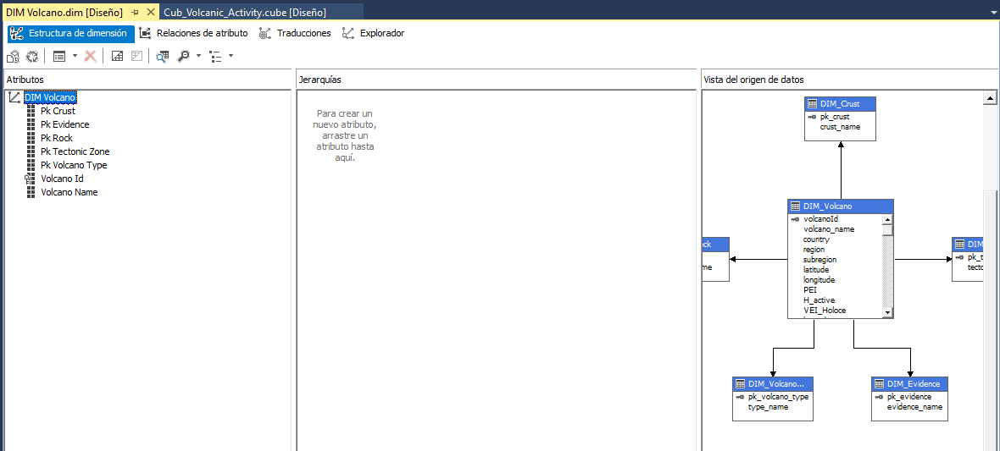 DIM Volcano.dim [Diseño]
Cub_Volcanic_Activity.cube [Diseño]
Estructura de dimensión
Relaciones de atributo
Traducciones
Explorador
Atributos
DIM Volcano
Pk Crust
Pk Evidence
Pk Rock
Pk Tectonic Zone
Pk Volcano Type
Volcano Id
Volcano Name
Jerarquías
Para crear un
nuevo atributo,
arrastre un
atributo hasta
aquí.
Vista del origen de datos
DIM_Crust
pk_crust
crust_name
DIM_Volcano
volcanoId
volcano_name
country
region
subregion
latitude
longitude
PEI
H_active
VEI_Holoce
ck
me
DIM
pk_t
tecto
DIM_Volcano...
pk_volcano_type
type_name
DIM_Evidence
pk_evidence
evidence_name